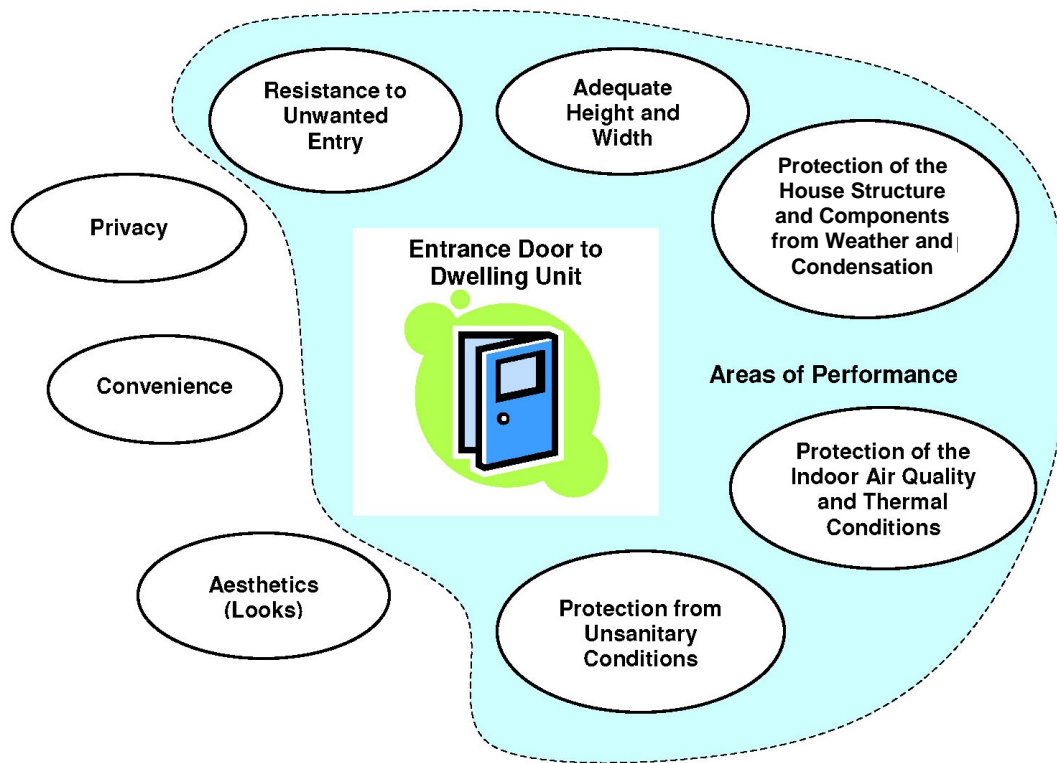 Resistance to
Unwanted
Entry
Adequate
Height and
Width
Protection of the
House Structure
and Components
from Weather and
Condensation
Privacy
Entrance Door to
Dwelling Unit
Convenience
Areas of Performance
Protection of the
Indoor Air Quality
and Thermal
Conditions
Aesthetics
(Looks)
Protection from
Unsanitary
Conditions